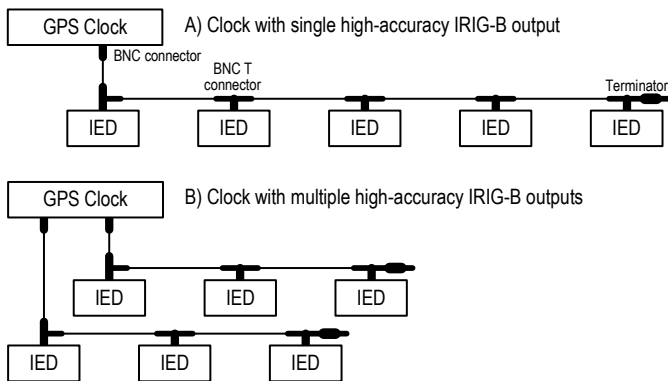 GPS Clock
A) Clock with single high-accuracy IRIG-B output
BNC connector
BNC T
connector
Terminator
IED
IED
IED
IED
IED
GPS Clock
B) Clock with multiple high-accuracy IRIG-B outputs
IED
IED
IED
IED
IED
IED